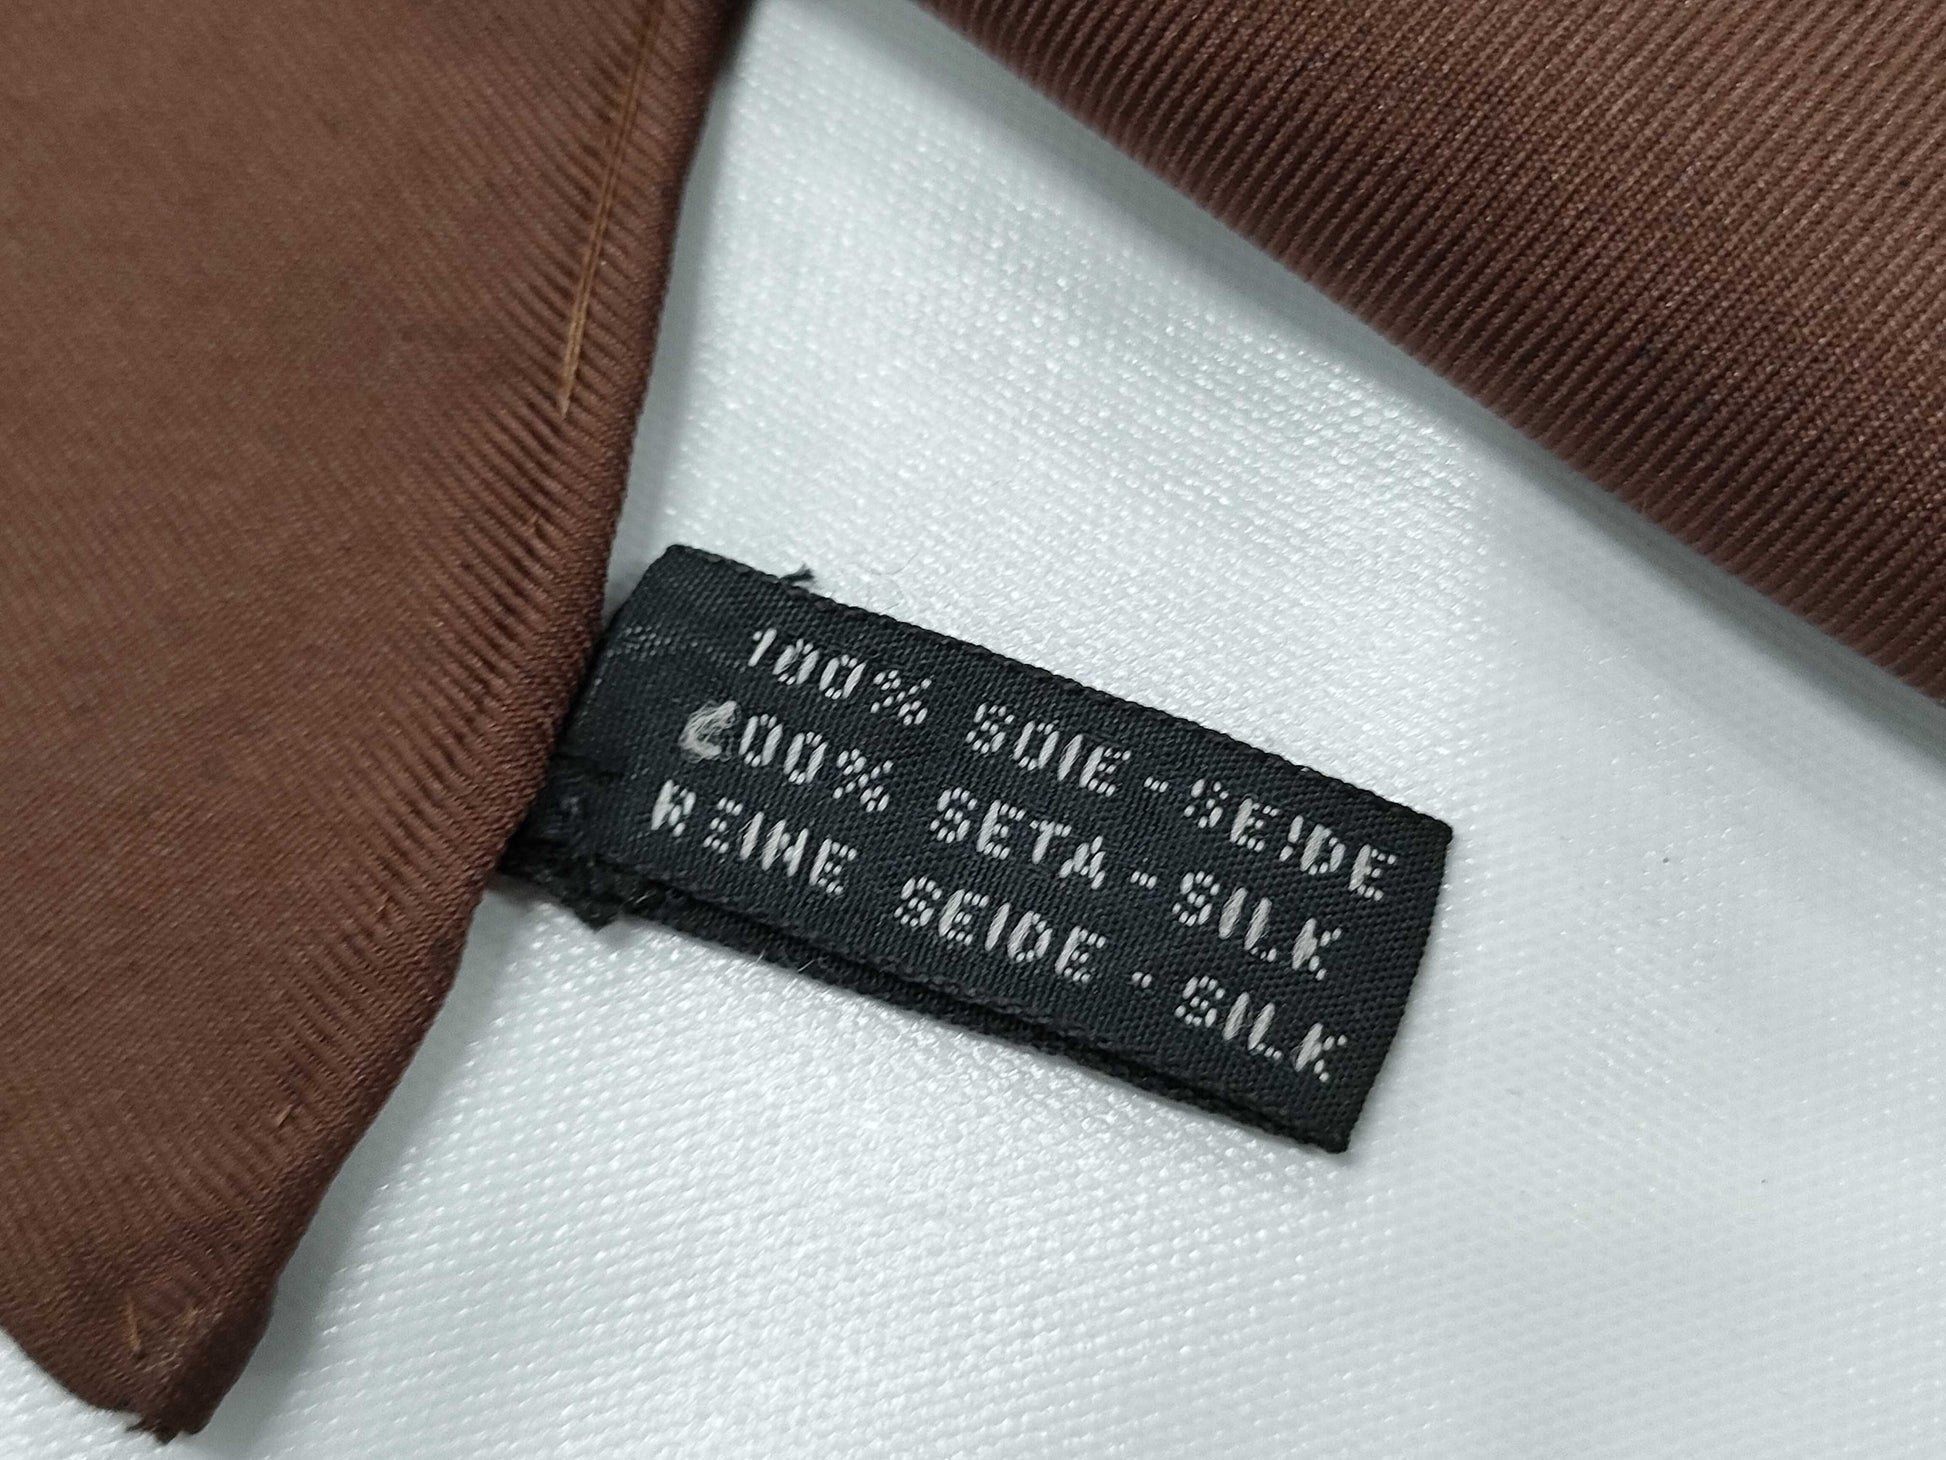 100% SOIE-SEIDE
100% SETA-SILK
REINE SEIDE-SILK